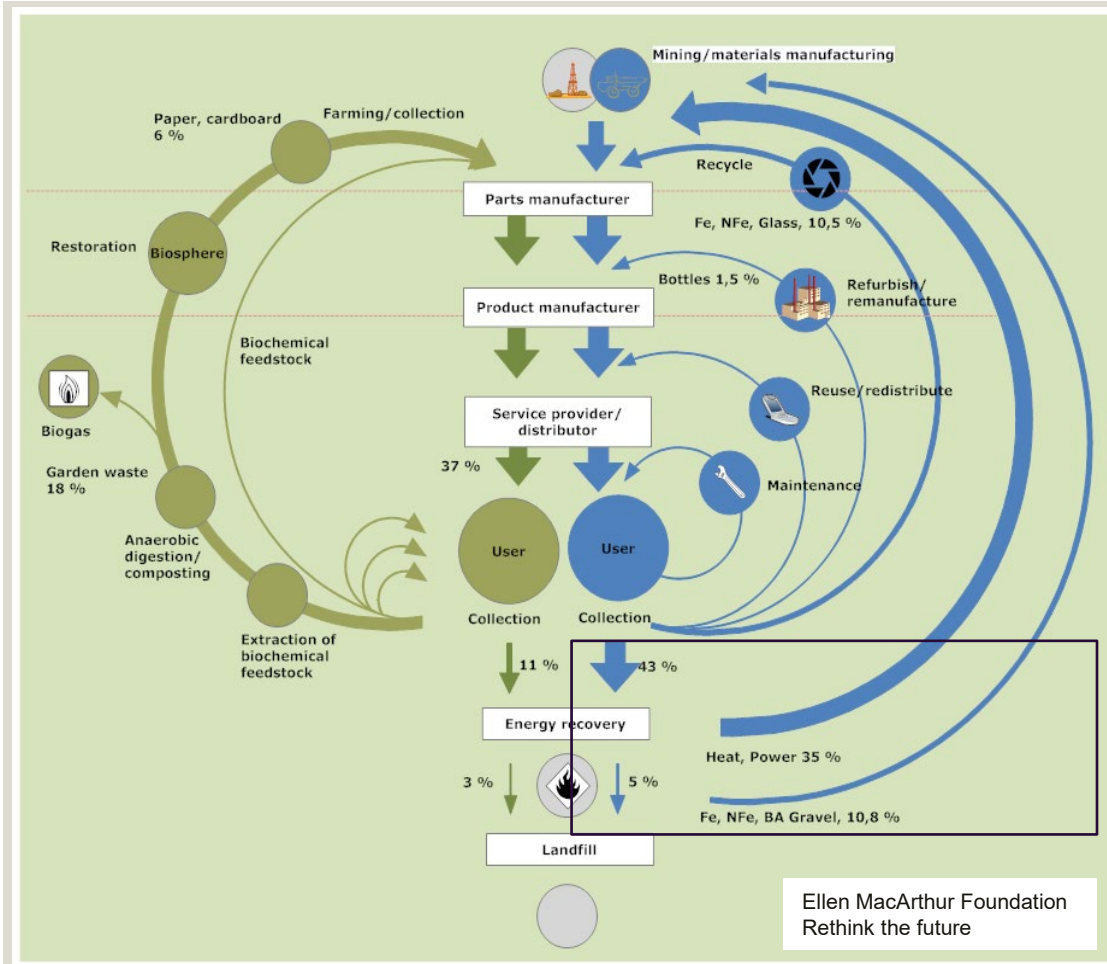 Mining/materials manufacturing
Paper, cardboard
6 %
Farming/collection
Recycle
Parts manufacturer
Fe, NFe, Glass, 10,5 %
Restoration
Biosphere
Bottles 1,5 %
Refurbish/
remanufacture
Product manufacturer
Biochemical
feedstock
Reuse/redistribute
Biogas
Service provider/
distributor
37 %
Garden waste
18 %
Maintenance
Anaerobic
digestion/
composting
User
User
Collection
Collection
Extraction of
biochemical
feedstock
11 %
43 %
Energy recovery
Heat, Power 35 %
3 %
5 %
Fe, NFe, BA Gravel, 10,8 %
Landfill
Ellen MacArthur Foundation
Rethink the future